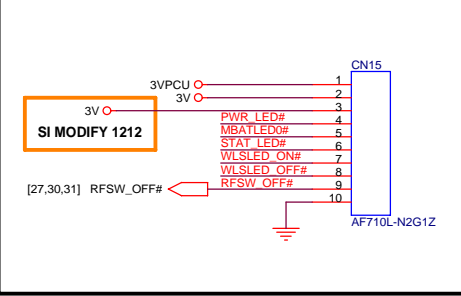 CN15
3VPCU 1
3V 2
3V 3
SI MODIFY 1212
PWR_LED# 4
MBATLED0# 5
STAT_LED# 6
WLSLED_ON# 7
WLSLED_OFF# 8
[27,30,31] RFSW_OFF# RFSW_OFF# 9
10
AF710L-N2G1Z